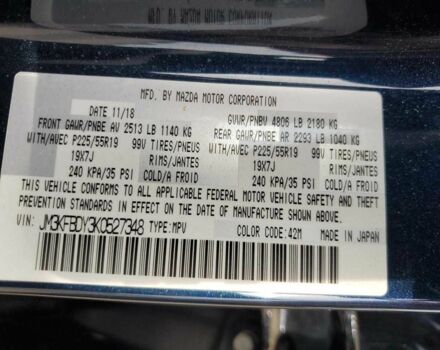 MFD. BY MAZDA MOTOR CORPORATION
DATE 11/18 GVWR/PNBV 4806 LB 2180 KG
FRONT GAWR/PNBE AV 2513 LB 1140 KG REAR GAWR/PNBE AR 2293 LB 1040 KG
WITH/AVEC P225/55R19 99V TIRES/PNEUS WITH/AVEC P225/55R19 99V TIRES/PNEUS
19X7J RIMS/JANTES 19X7J RIMS/JANTES
240 KPA/35 PSI COLD/A FROID 240 KPA/35 PSI COLD/A FROID
THIS VEHICLE CONFORMS TO ALL APPLICABLE FEDERAL MOTOR VEHICLE SAFETY AND THEFT
PREVENTION STANDARDS IN EFFECT ON THE DATE OF MANUFACTURE SHOWN ABOVE.
VIN: JM3KFBDY3K0527348 TYPE:MPV COLOR CODE:42M MADE IN JAPAN